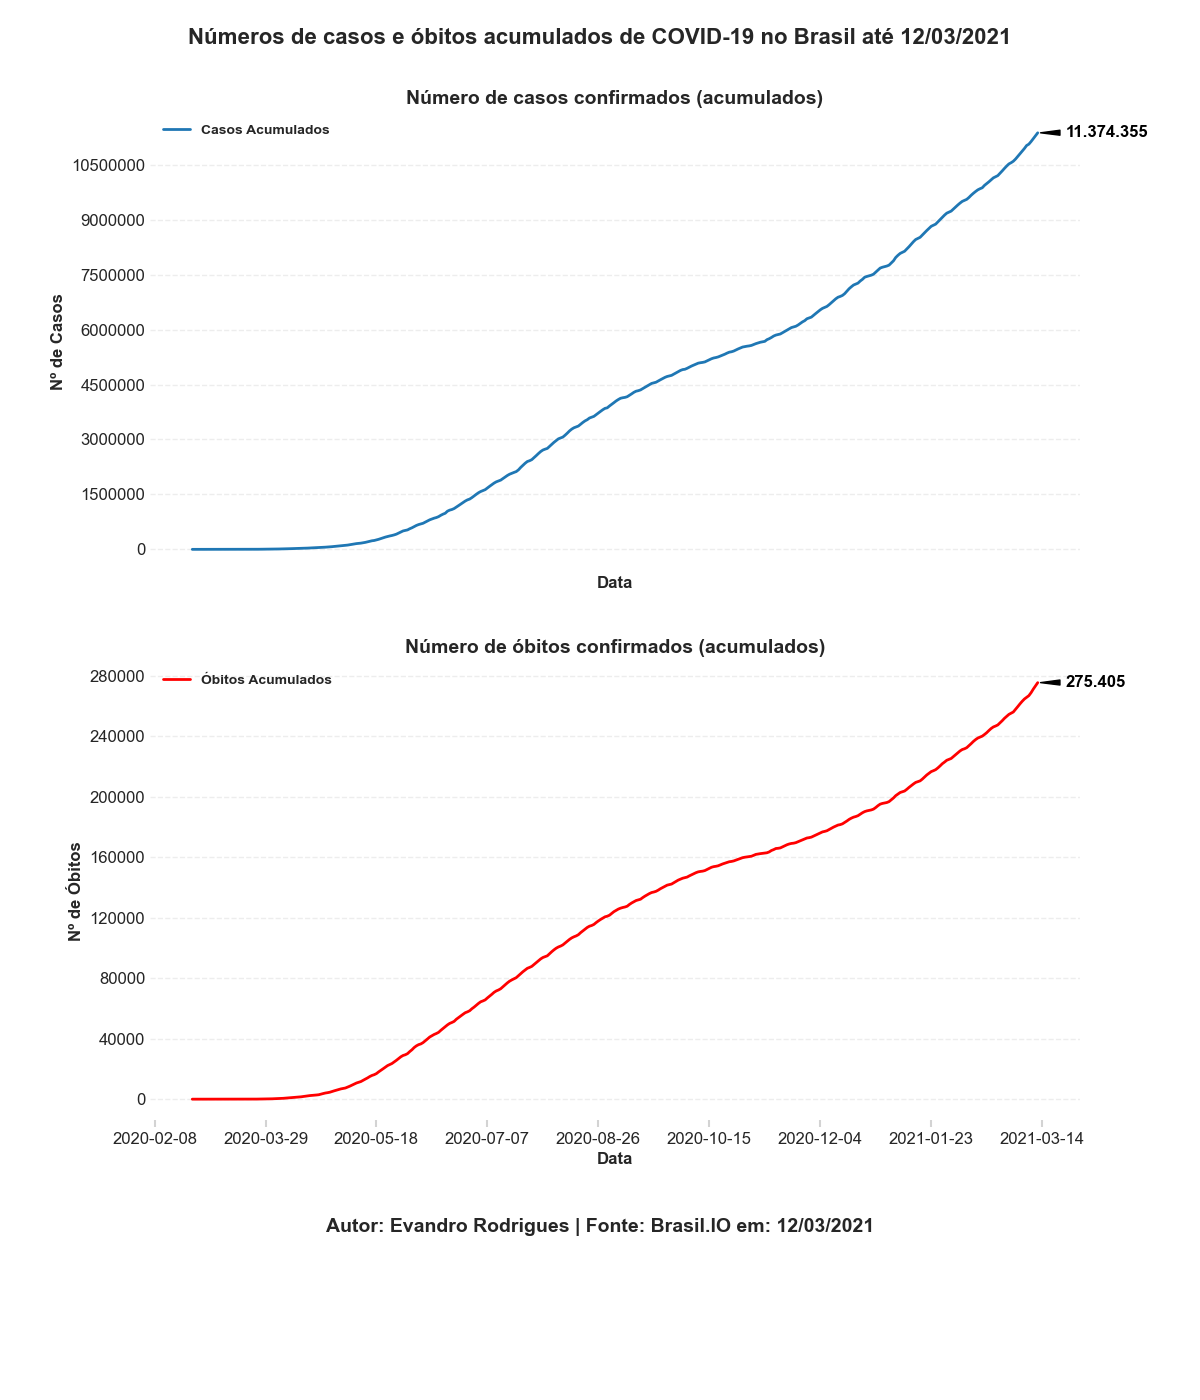 Números de casos e óbitos acumulados de COVID-19 no Brasil até 12/03/2021
Número de casos confirmados (acumulados)
Casos Acumulados
11.374.355
10500000
9000000
7500000
6000000
4500000
3000000
1500000
0
Nº de Casos
Data
Número de óbitos confirmados (acumulados)
Óbitos Acumulados
275.405
280000
240000
200000
160000
120000
80000
40000
0
Nº de Óbitos
2020-02-08 2020-03-29 2020-05-18 2020-07-07 2020-08-26 2020-10-15 2020-12-04 2021-01-23 2021-03-14
Data
Autor: Evandro Rodrigues | Fonte: Brasil.IO em: 12/03/2021